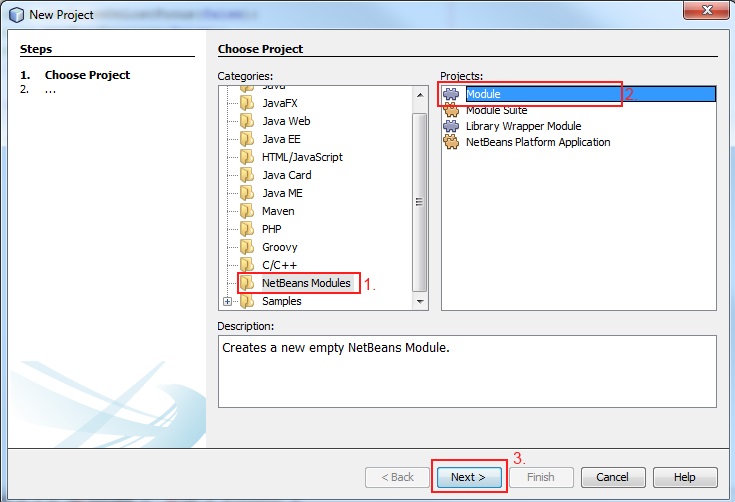 New Project
Steps
1. Choose Project
2. ...
Choose Project
Categories:
Java
JavaFX
Java Web
Java EE
HTML/JavaScript
Java Card
Java ME
Maven
PHP
Groovy
C/C++
NetBeans Modules 1.
Samples
Projects:
Module 2.
Module Suite
Library Wrapper Module
NetBeans Platform Application
Description:
Creates a new empty NetBeans Module.
3.
< Back
Next >
Finish
Cancel
Help